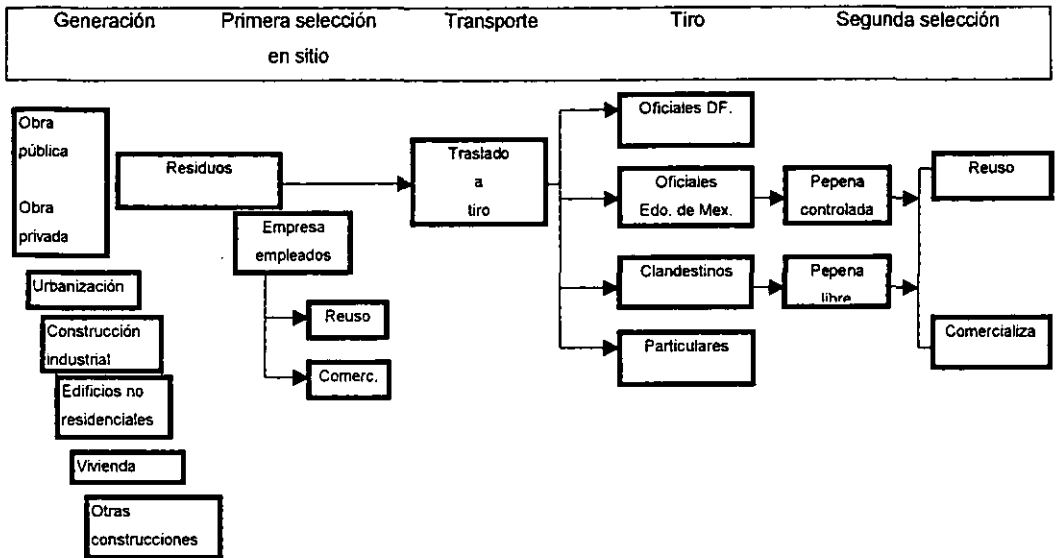 Generación
Primera selección
en sitio
Transporte
Tiro
Segunda selección
Obra
pública
Obra
privada
Urbanización
Construcción
industrial
Edificios no
residenciales
Vivienda
Otras
construcciones
Residuos
Empresa
empleados
Reuso
Comerc.
Traslado
a
tiro
Oficiales DF.
Oficiales
Edo. de Mex.
Clandestinos
Particulares
Pepena
controlada
Pepena
libre
Reuso
Comercializa